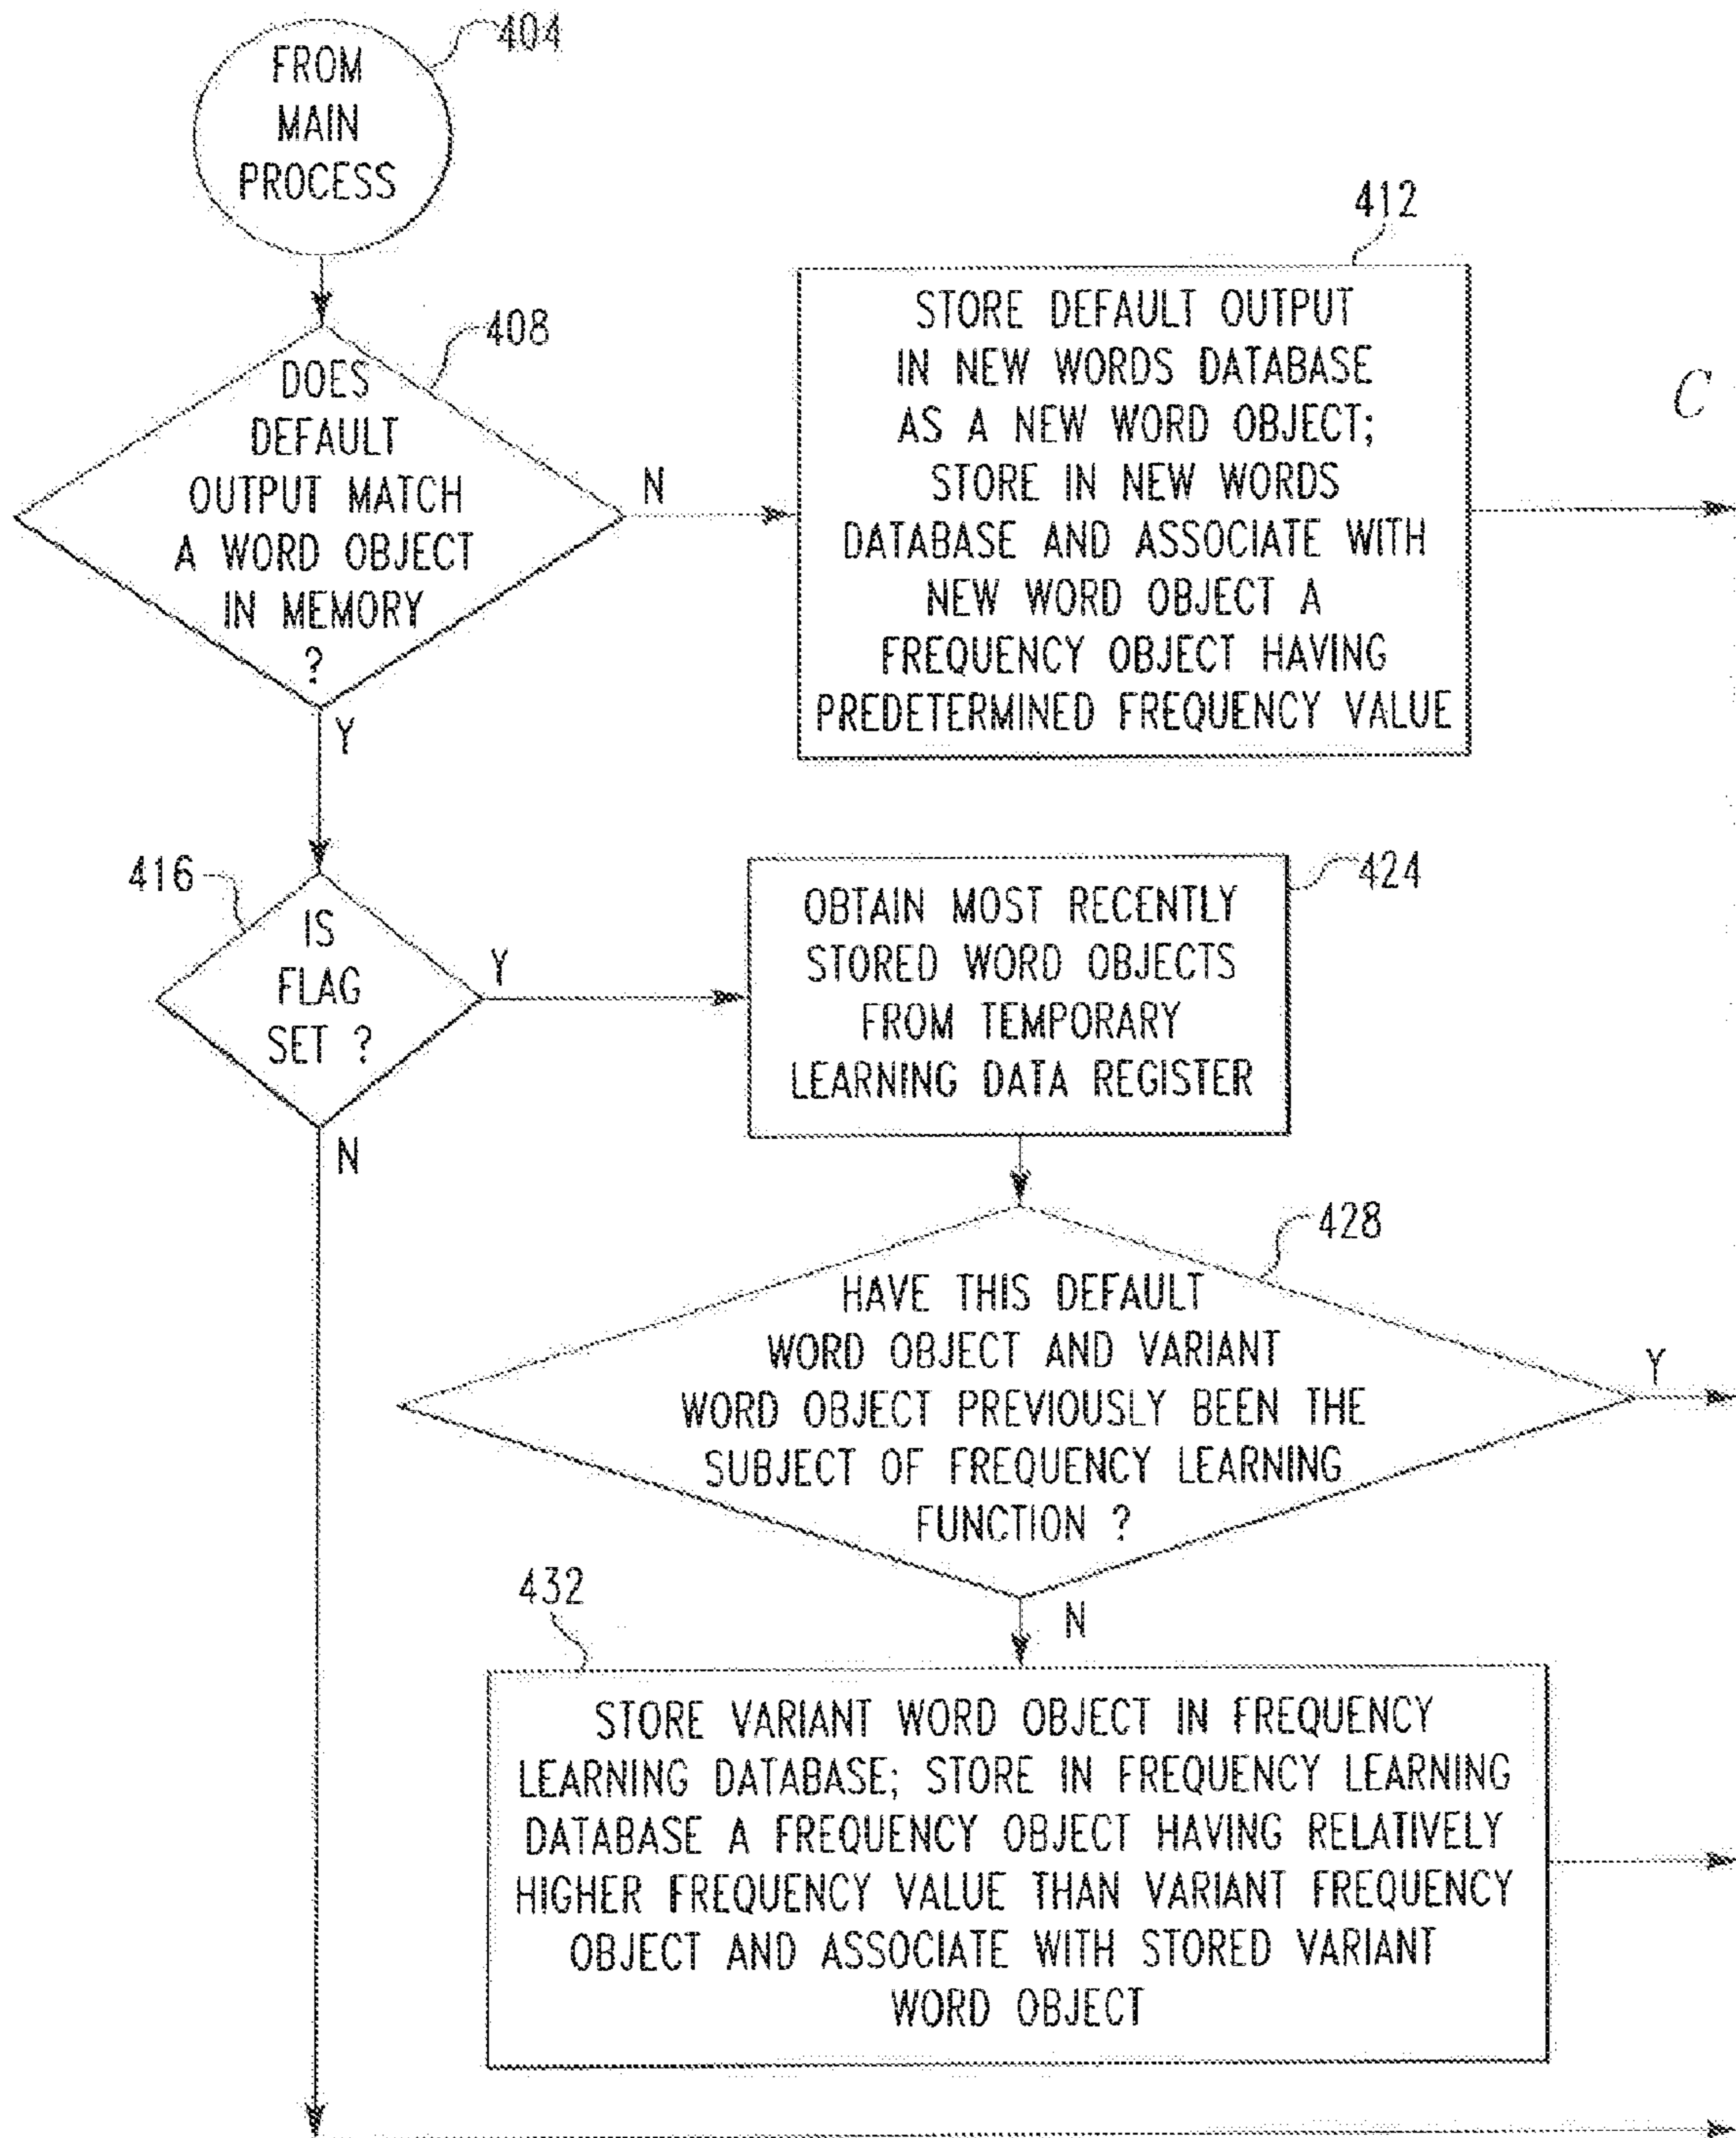 404
FROM
MAIN
PROCESS
408
DOES
DEFAULT
OUTPUT MATCH
A WORD OBJECT
IN MEMORY
?
N
Y
412
STORE DEFAULT OUTPUT
IN NEW WORDS DATABASE
AS A NEW WORD OBJECT;
STORE IN NEW WORDS
DATABASE AND ASSOCIATE WITH
NEW WORD OBJECT A
FREQUENCY OBJECT HAVING
PREDETERMINED FREQUENCY VALUE
C
416
IS
FLAG
SET ?
Y
N
424
OBTAIN MOST RECENTLY
STORED WORD OBJECTS
FROM TEMPORARY
LEARNING DATA REGISTER
428
HAVE THIS DEFAULT
WORD OBJECT AND VARIANT
WORD OBJECT PREVIOUSLY BEEN THE
SUBJECT OF FREQUENCY LEARNING
FUNCTION ?
Y
N
432
STORE VARIANT WORD OBJECT IN FREQUENCY
LEARNING DATABASE; STORE IN FREQUENCY LEARNING
DATABASE A FREQUENCY OBJECT HAVING RELATIVELY
HIGHER FREQUENCY VALUE THAN VARIANT FREQUENCY
OBJECT AND ASSOCIATE WITH STORED VARIANT
WORD OBJECT